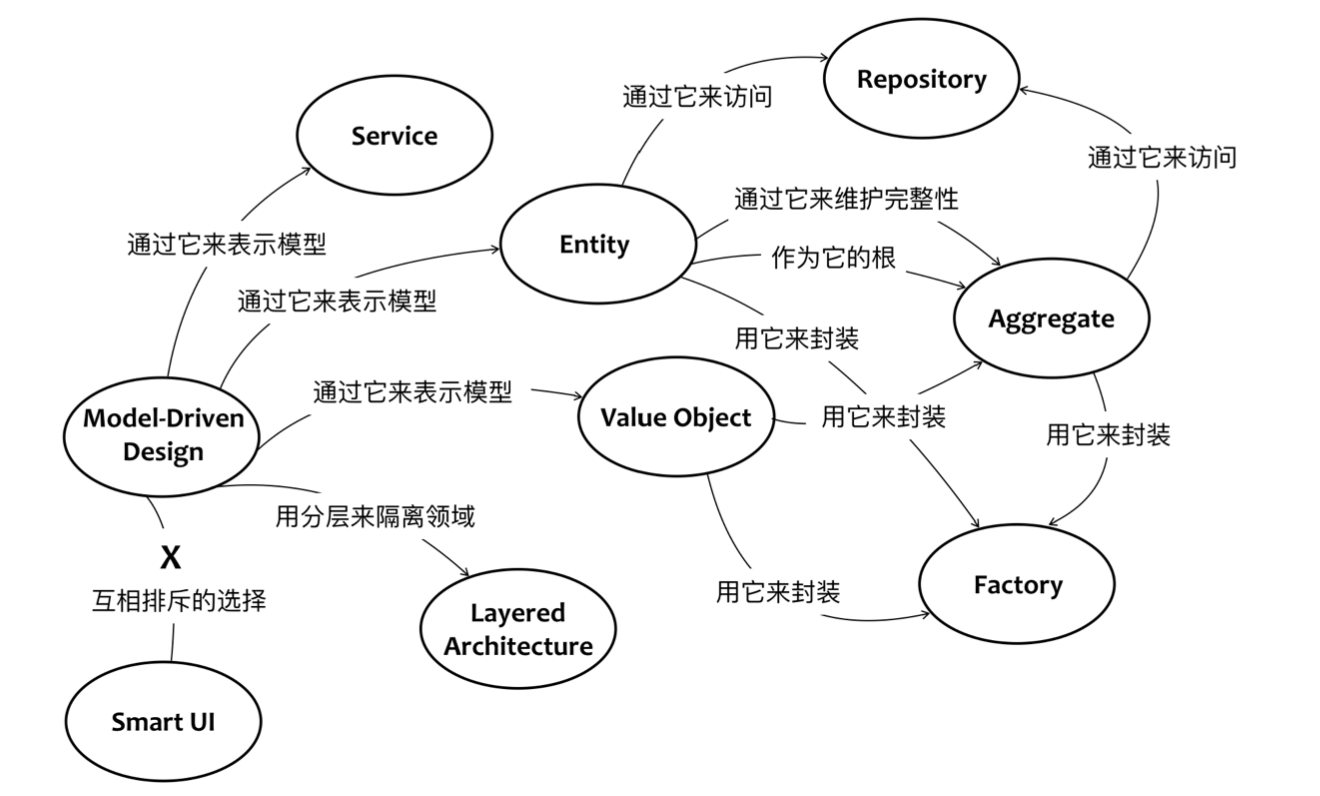 Repository
通过它来访问
Service
通过它来访问
通过它来维护完整性
通过它来表示模型
Entity
作为它的根
通过它来表示模型
Aggregate
用它来封装
通过它来表示模型
Model-Driven
Design
Value Object
用它来封装
用它来封装
用分层来隔离领域
X
互相排斥的选择
Factory
用它来封装
Layered
Architecture
Smart UI